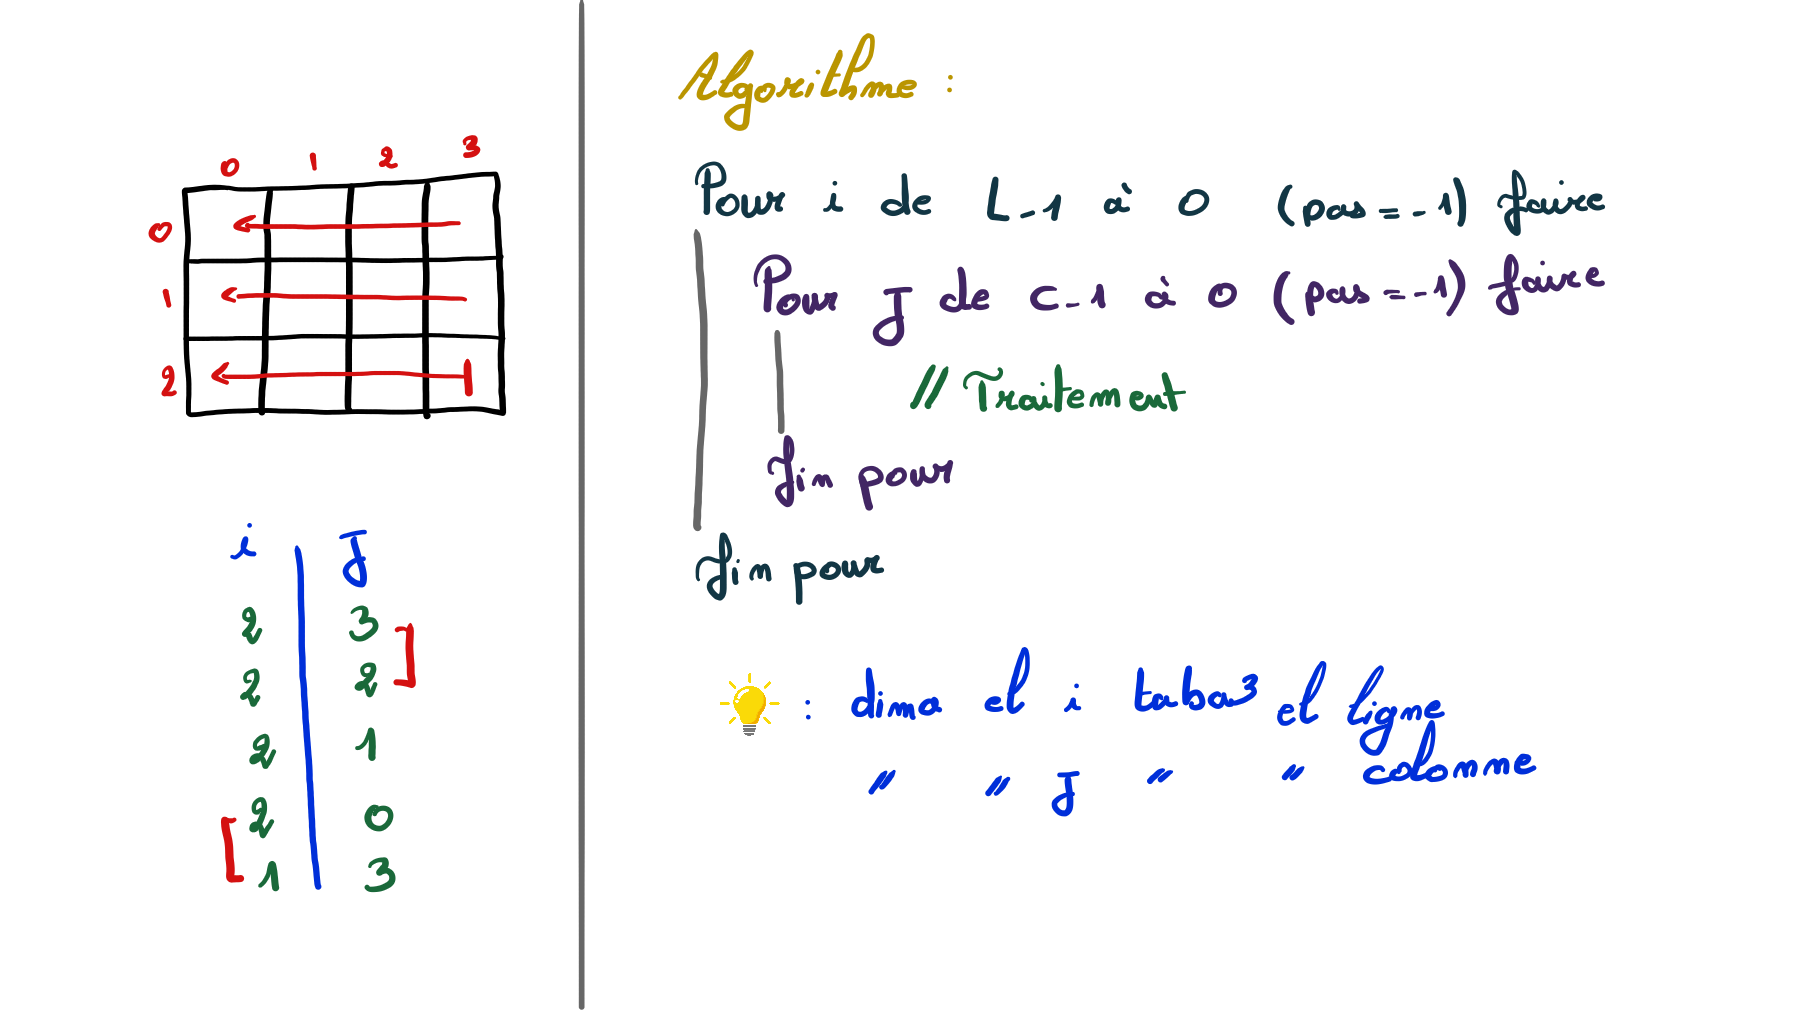 0 1 2 3
0
1
2
i J
2 3
2 2
2 1
2 0
1 3
Algorithme :
Pour i de L-1 à 0 (pas = -1) faire
Pour J de C-1 à 0 (pas = -1) faire
// Traitement
Fin pour
Fin pour
: dima el i taba3 el ligne
" " J " " colonne